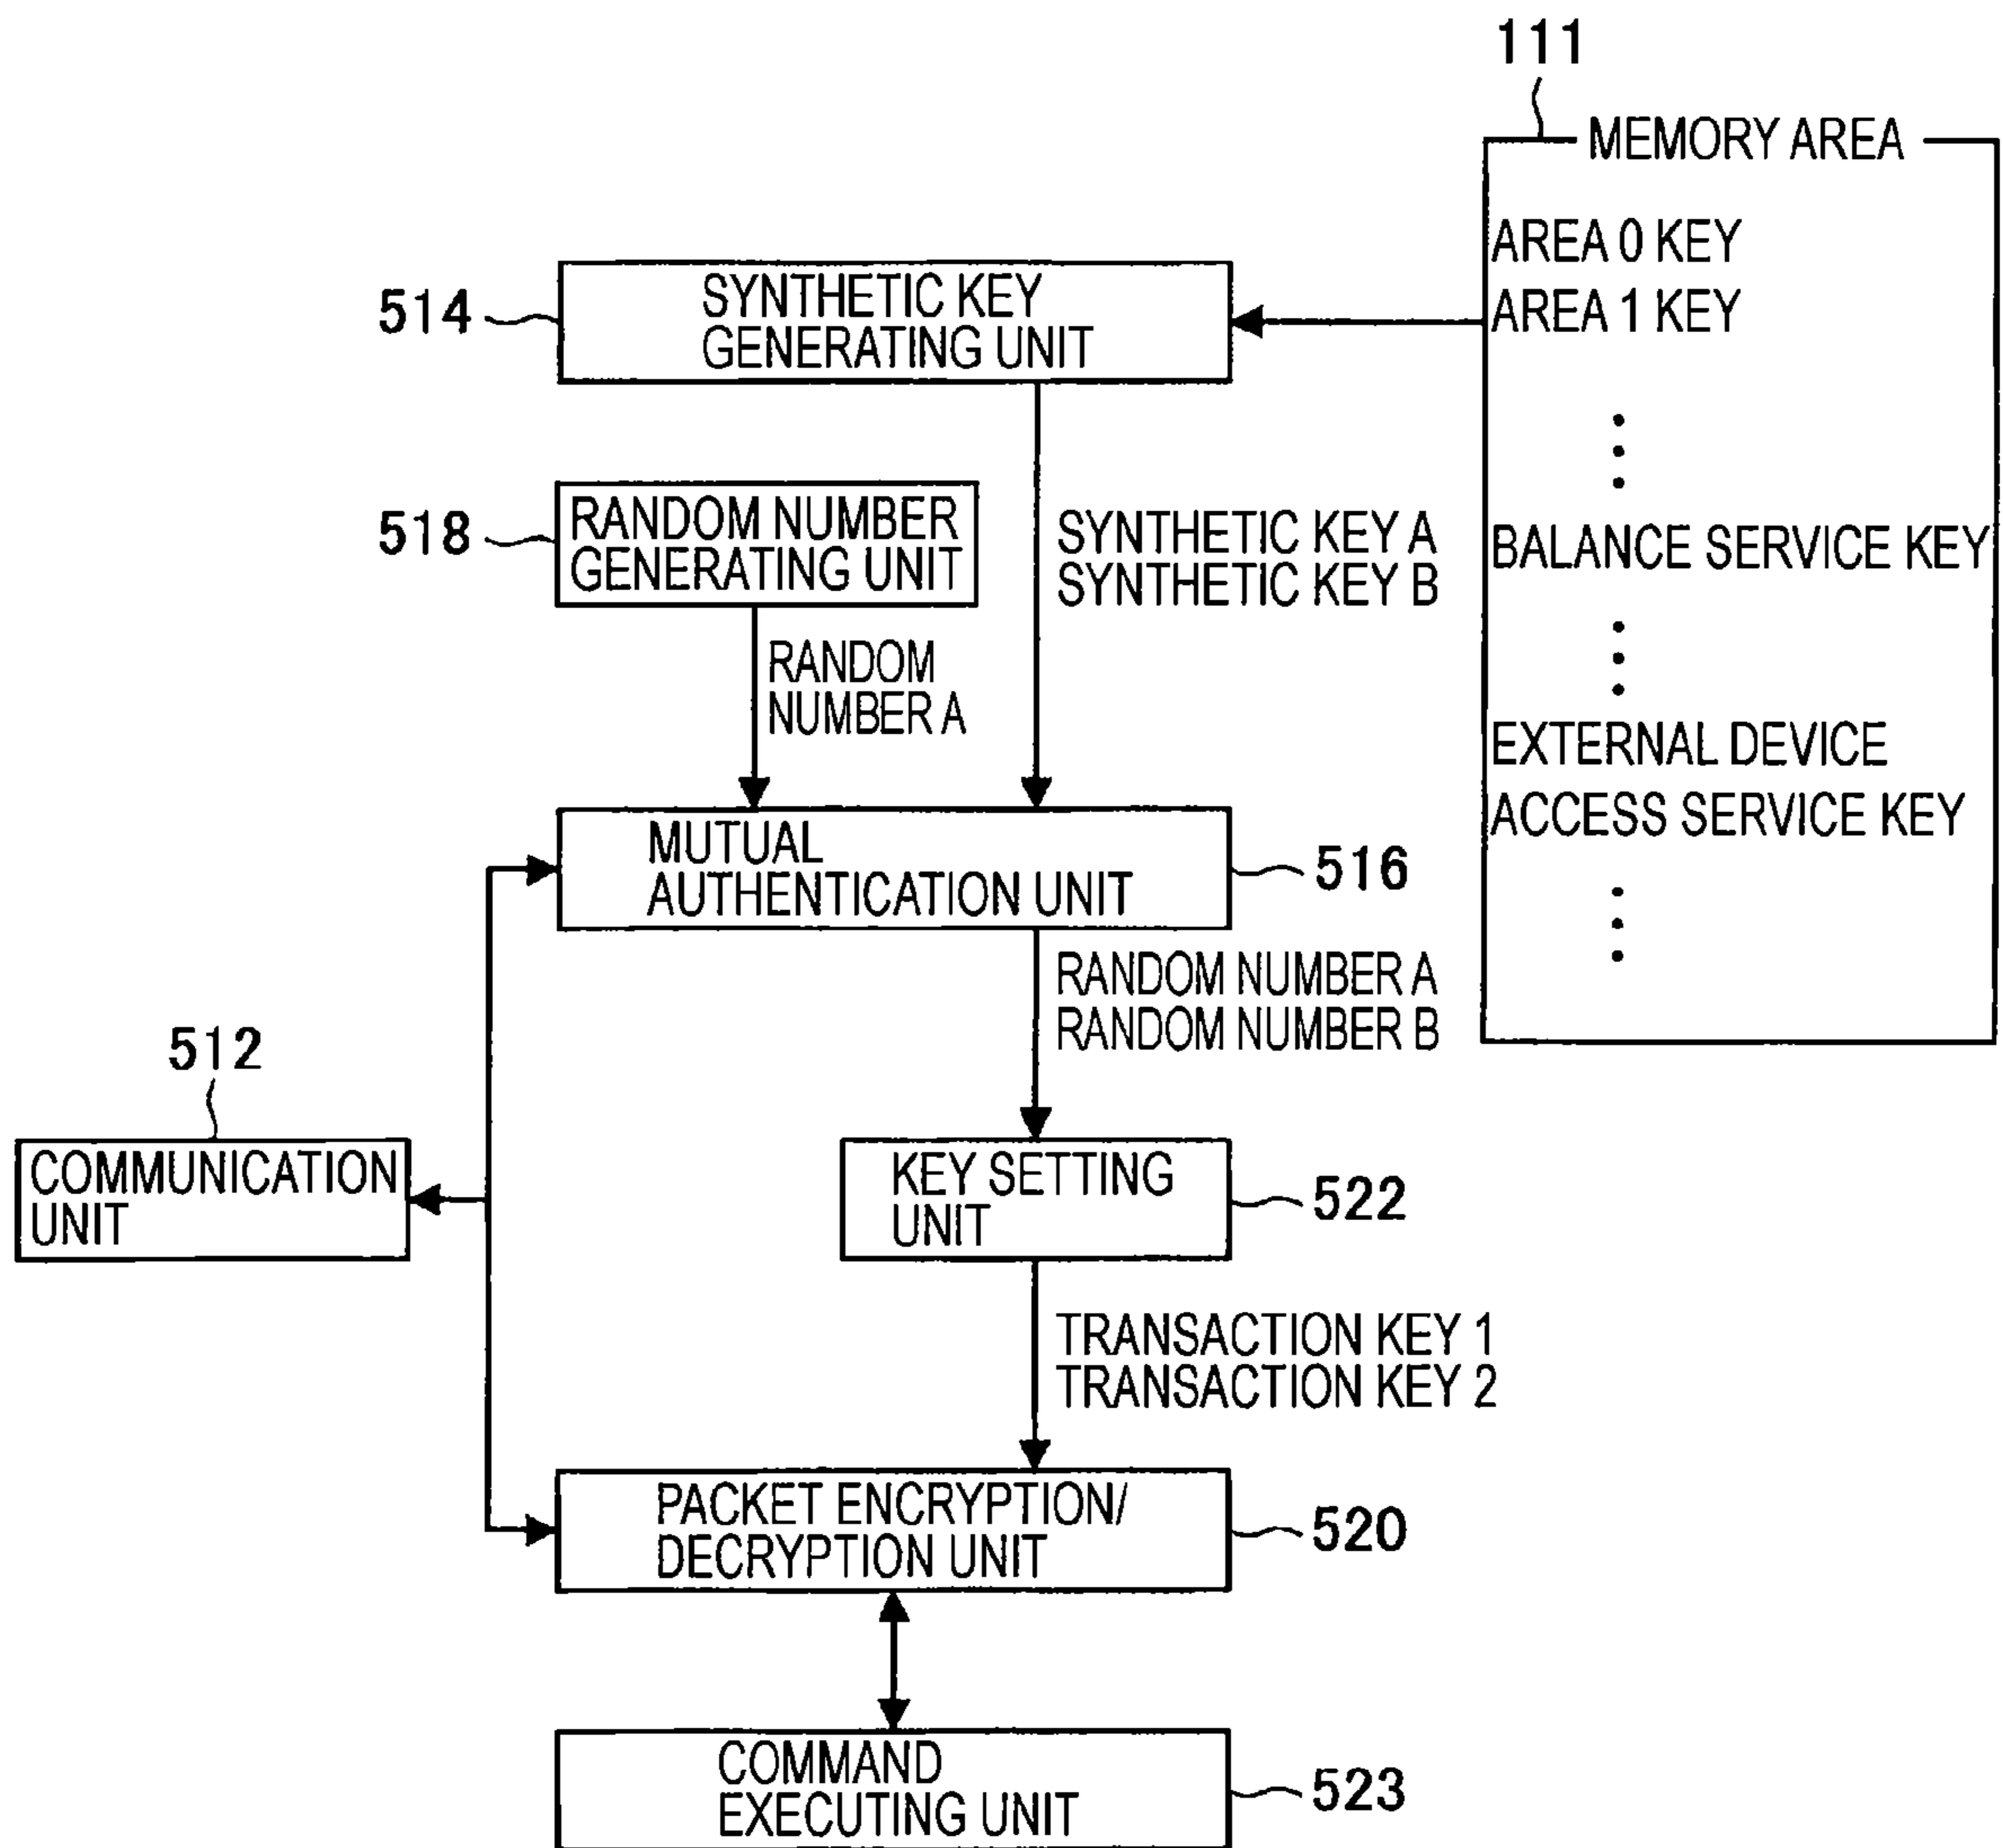 111
MEMORY AREA
AREA 0 KEY
AREA 1 KEY
BALANCE SERVICE KEY
EXTERNAL DEVICE
ACCESS SERVICE KEY
514
SYNTHETIC KEY
GENERATING UNIT
518
RANDOM NUMBER
GENERATING UNIT
SYNTHETIC KEY A
SYNTHETIC KEY B
RANDOM
NUMBER A
MUTUAL
AUTHENTICATION UNIT
516
RANDOM NUMBER A
RANDOM NUMBER B
512
COMMUNICATION
UNIT
KEY SETTING
UNIT
522
TRANSACTION KEY 1
TRANSACTION KEY 2
PACKET ENCRYPTION/
DECRYPTION UNIT
520
COMMAND
EXECUTING UNIT
523